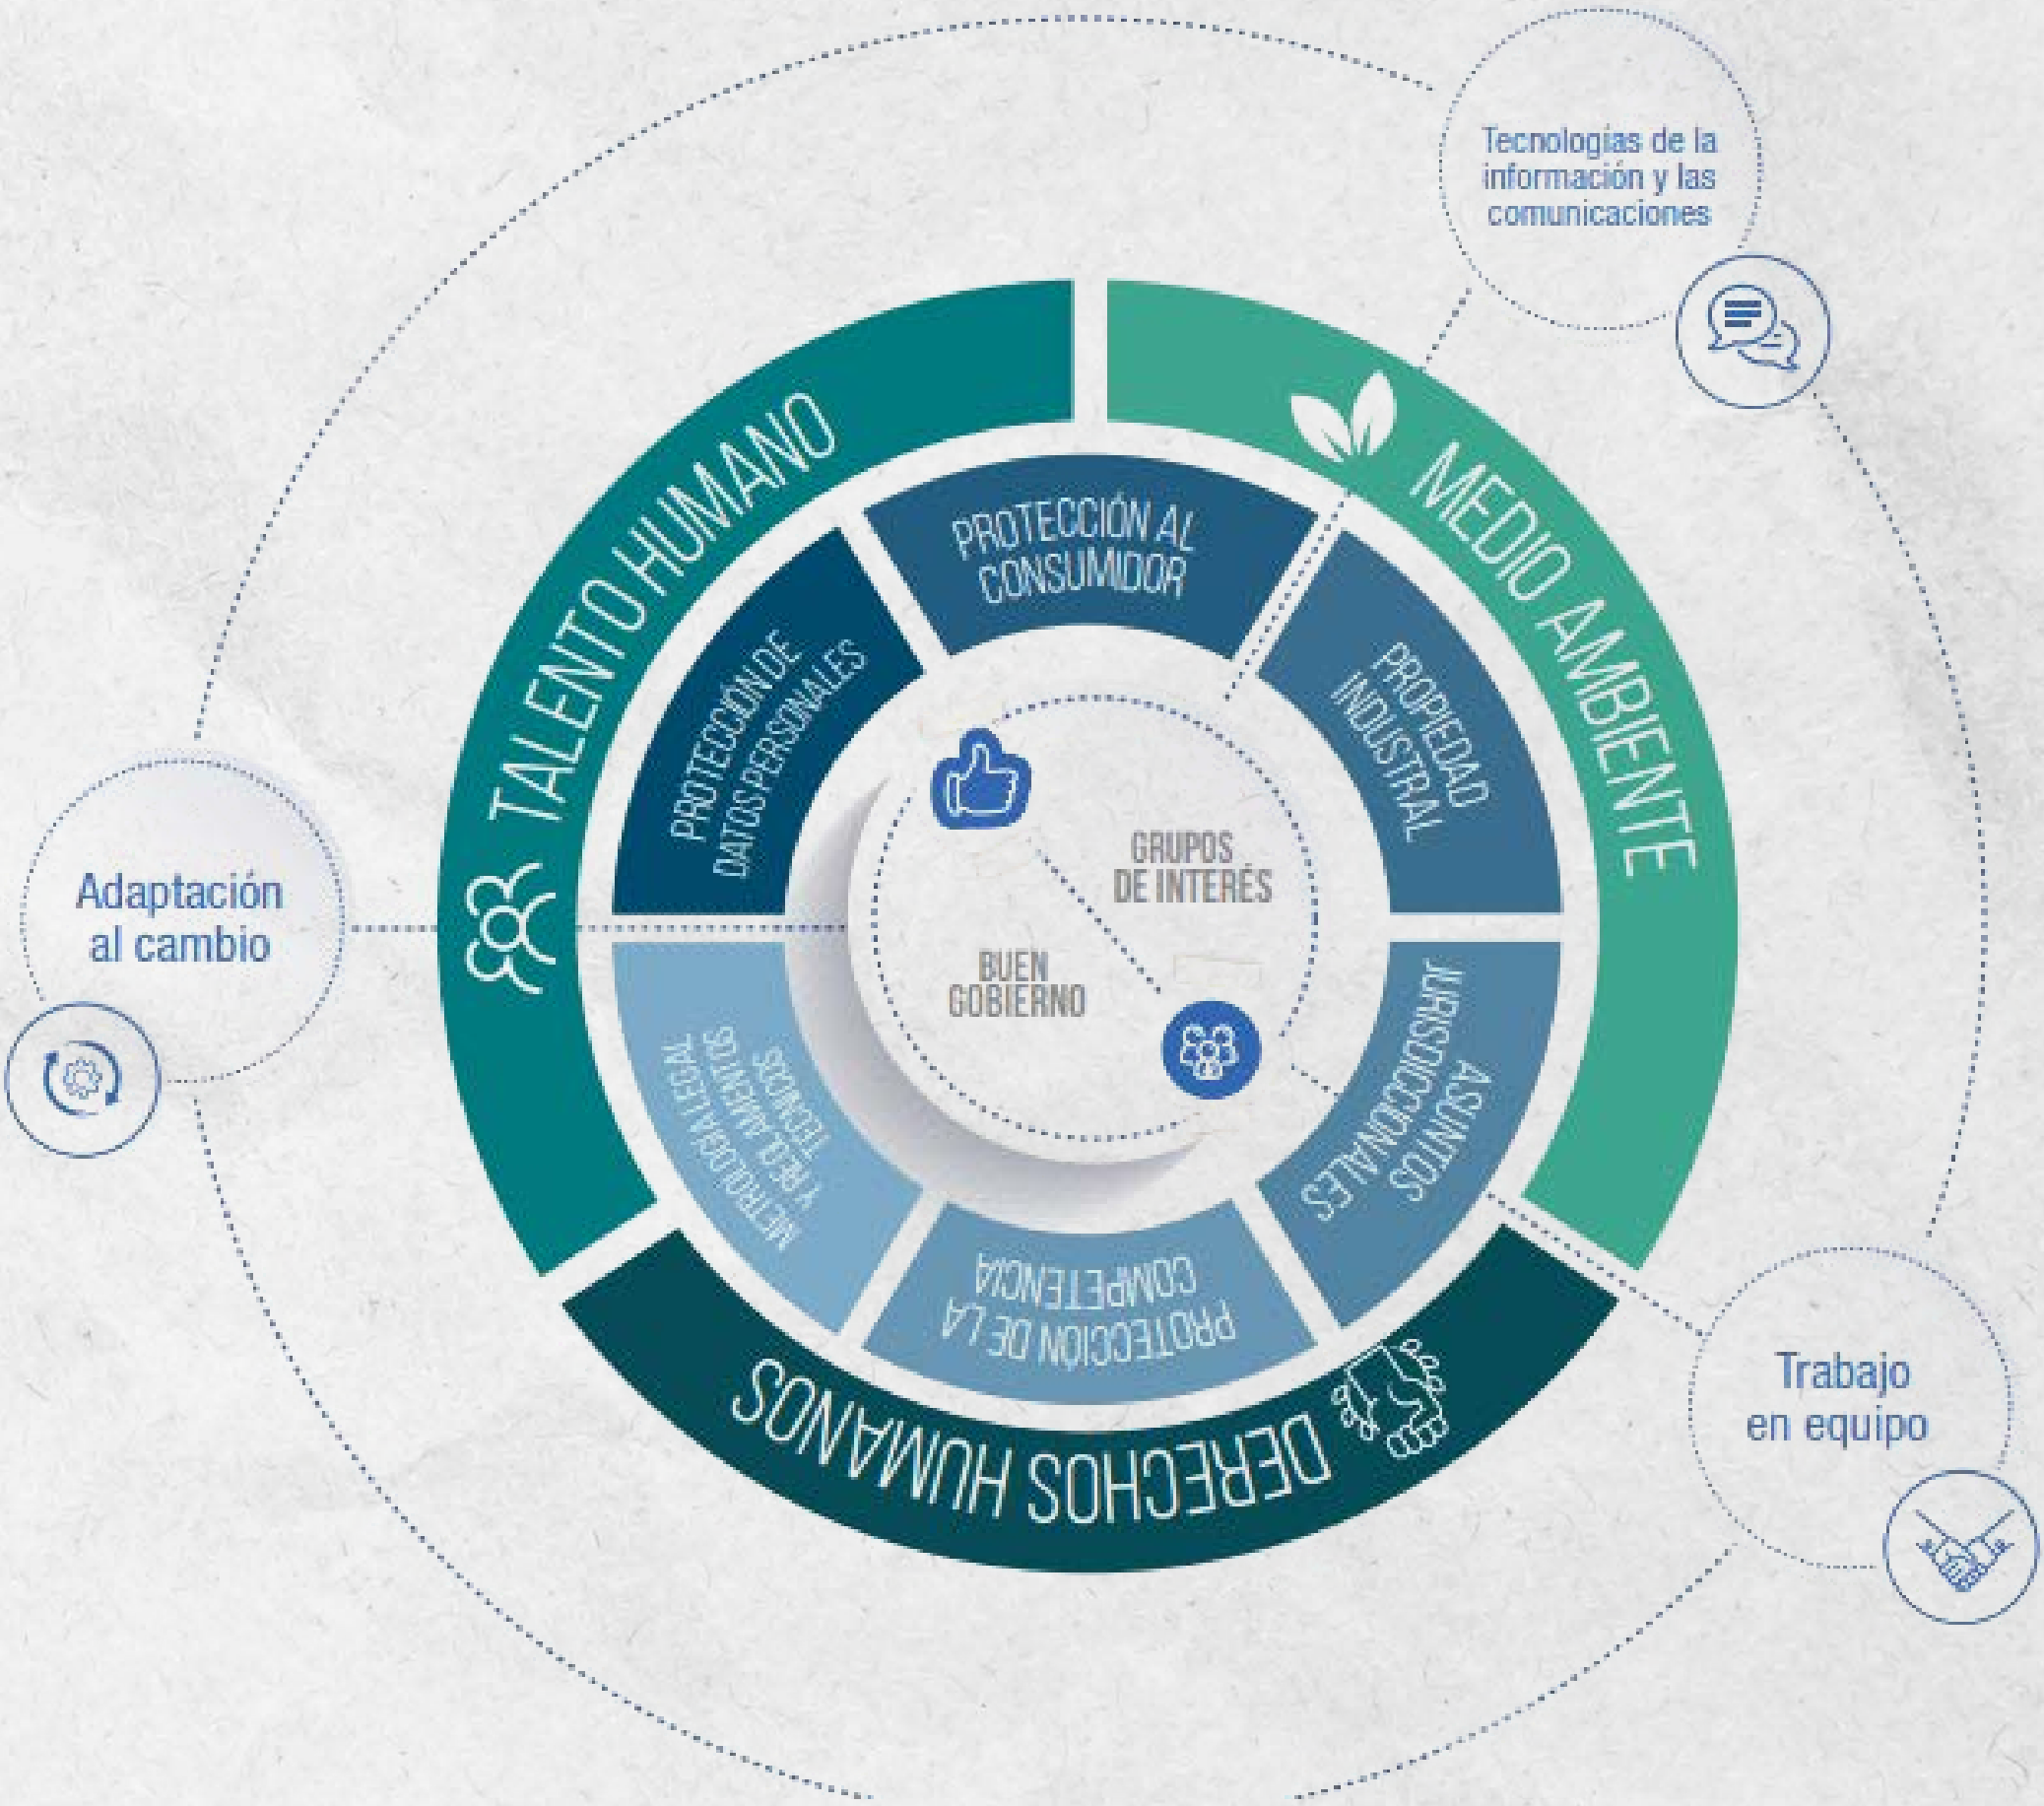 Tecnologías de la
información y las
comunicaciones
TALENTO HUMANO
MEDIO AMBIENTE
PROTECCIÓN AL
CONSUMIDOR
PROTECCIÓN DE
DATOS PERSONALES
PROPIEDAD
INDUSTRIAL
GRUPOS
DE INTERÉS
BUEN
GOBIERNO
Adaptación
al cambio
METROLOGÍA LEGAL
Y REGLAMENTOS
TÉCNICOS
ASUNTOS
JURISDICCIONALES
PROTECCIÓN DE LA
COMPETENCIA
DERECHOS HUMANOS
Trabajo
en equipo